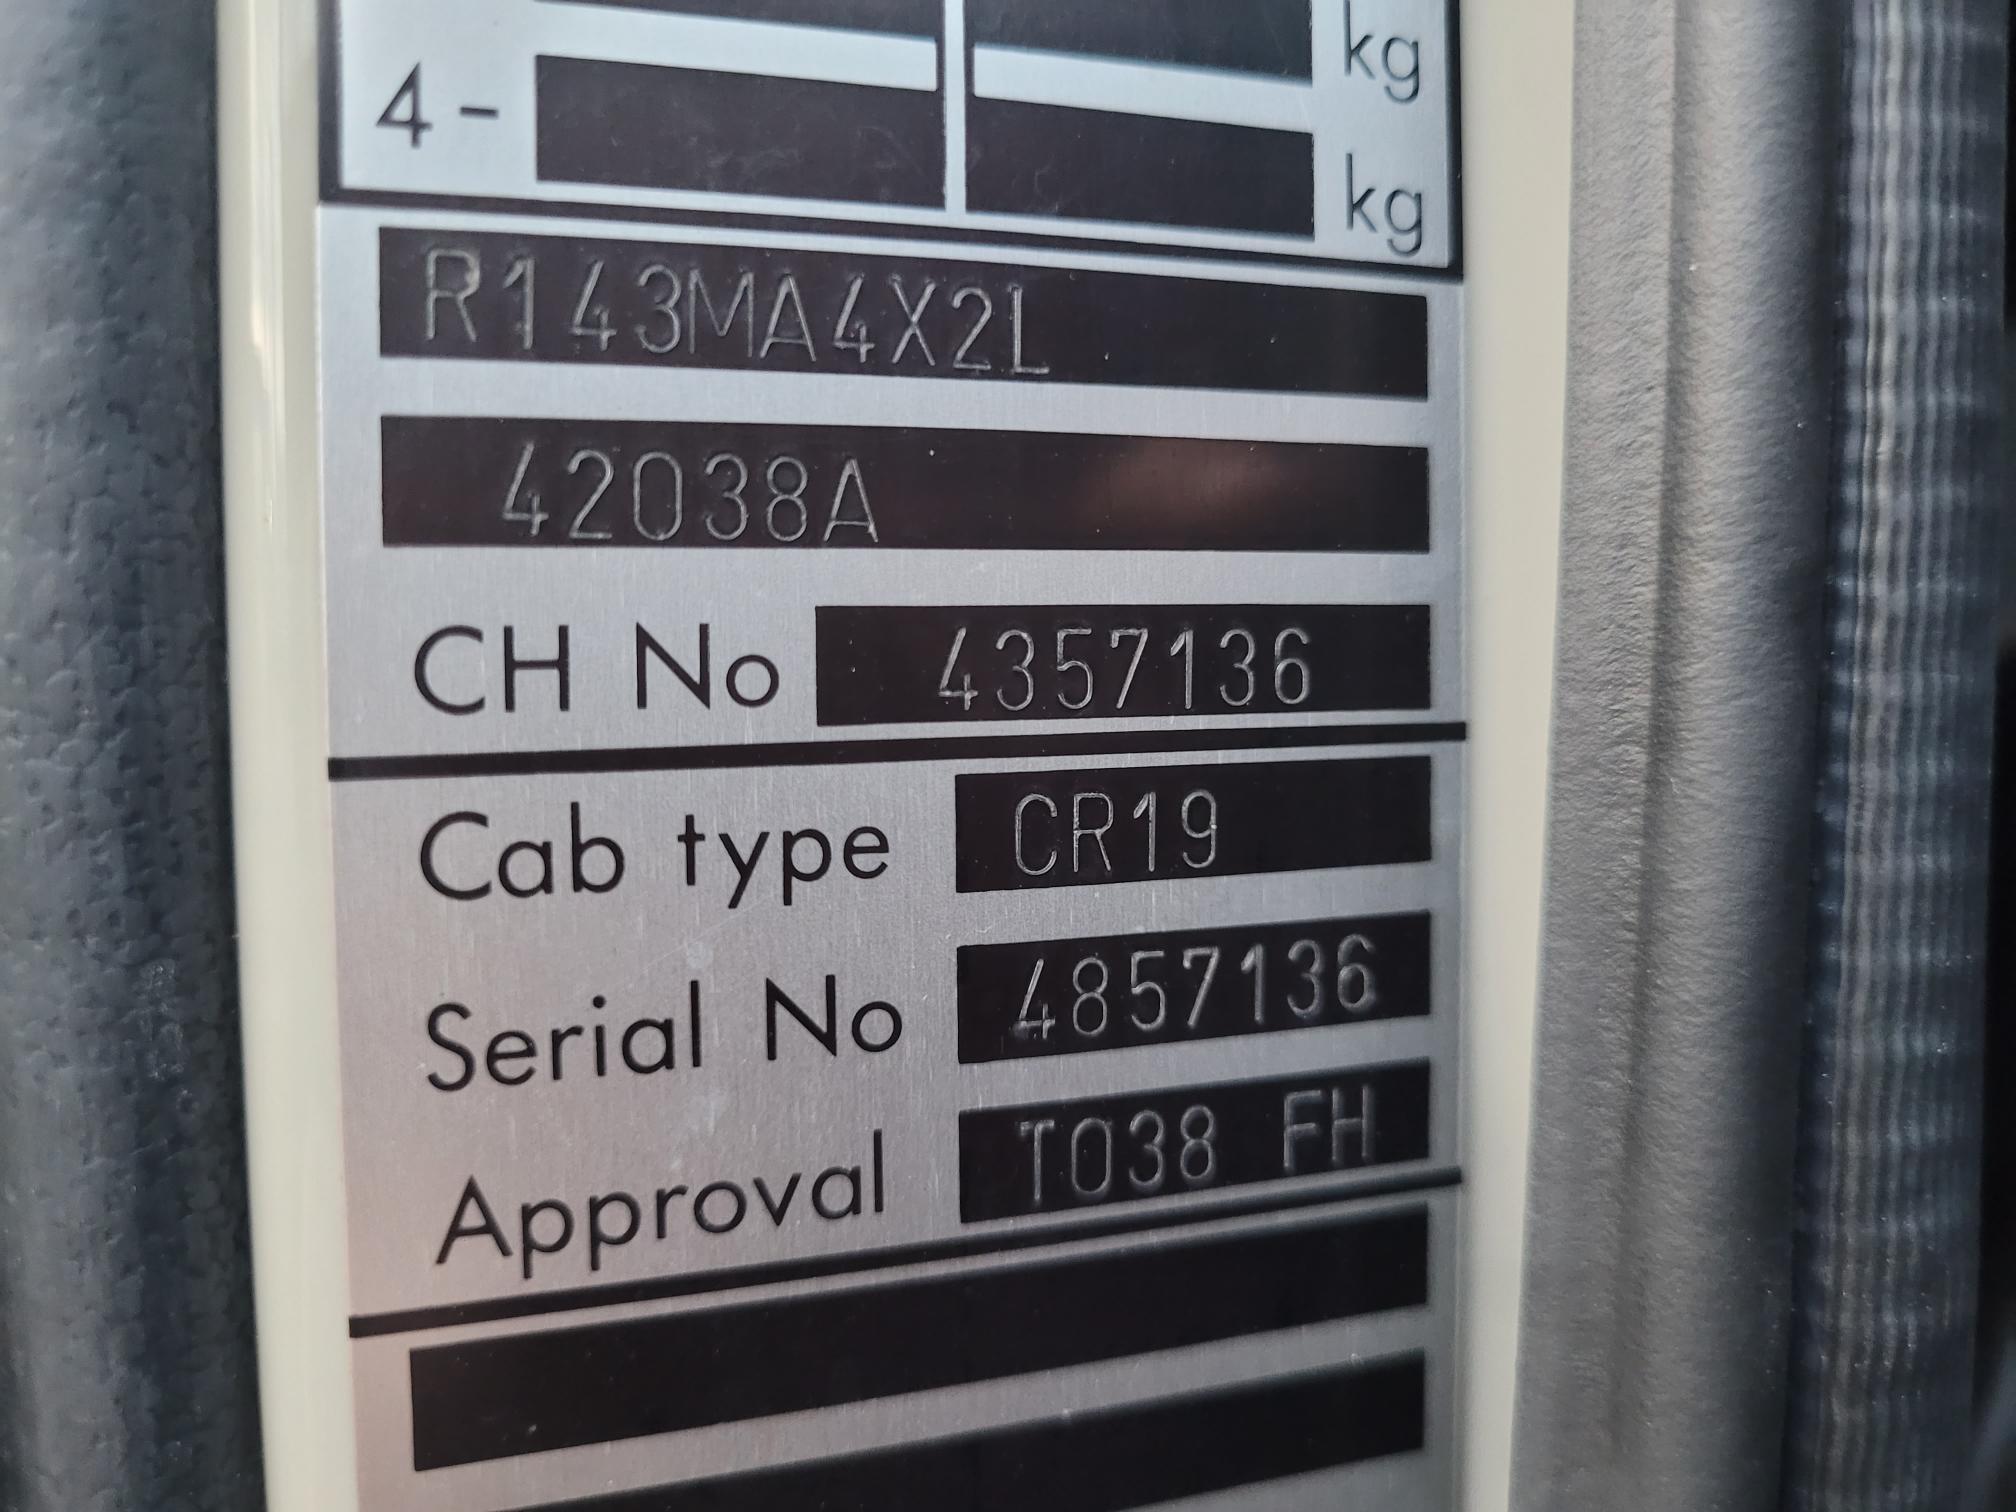 kg
4- kg
R143MA4X2L
42038A
CH No 4357136
Cab type CR19
Serial No 4857136
Approval T038 FH